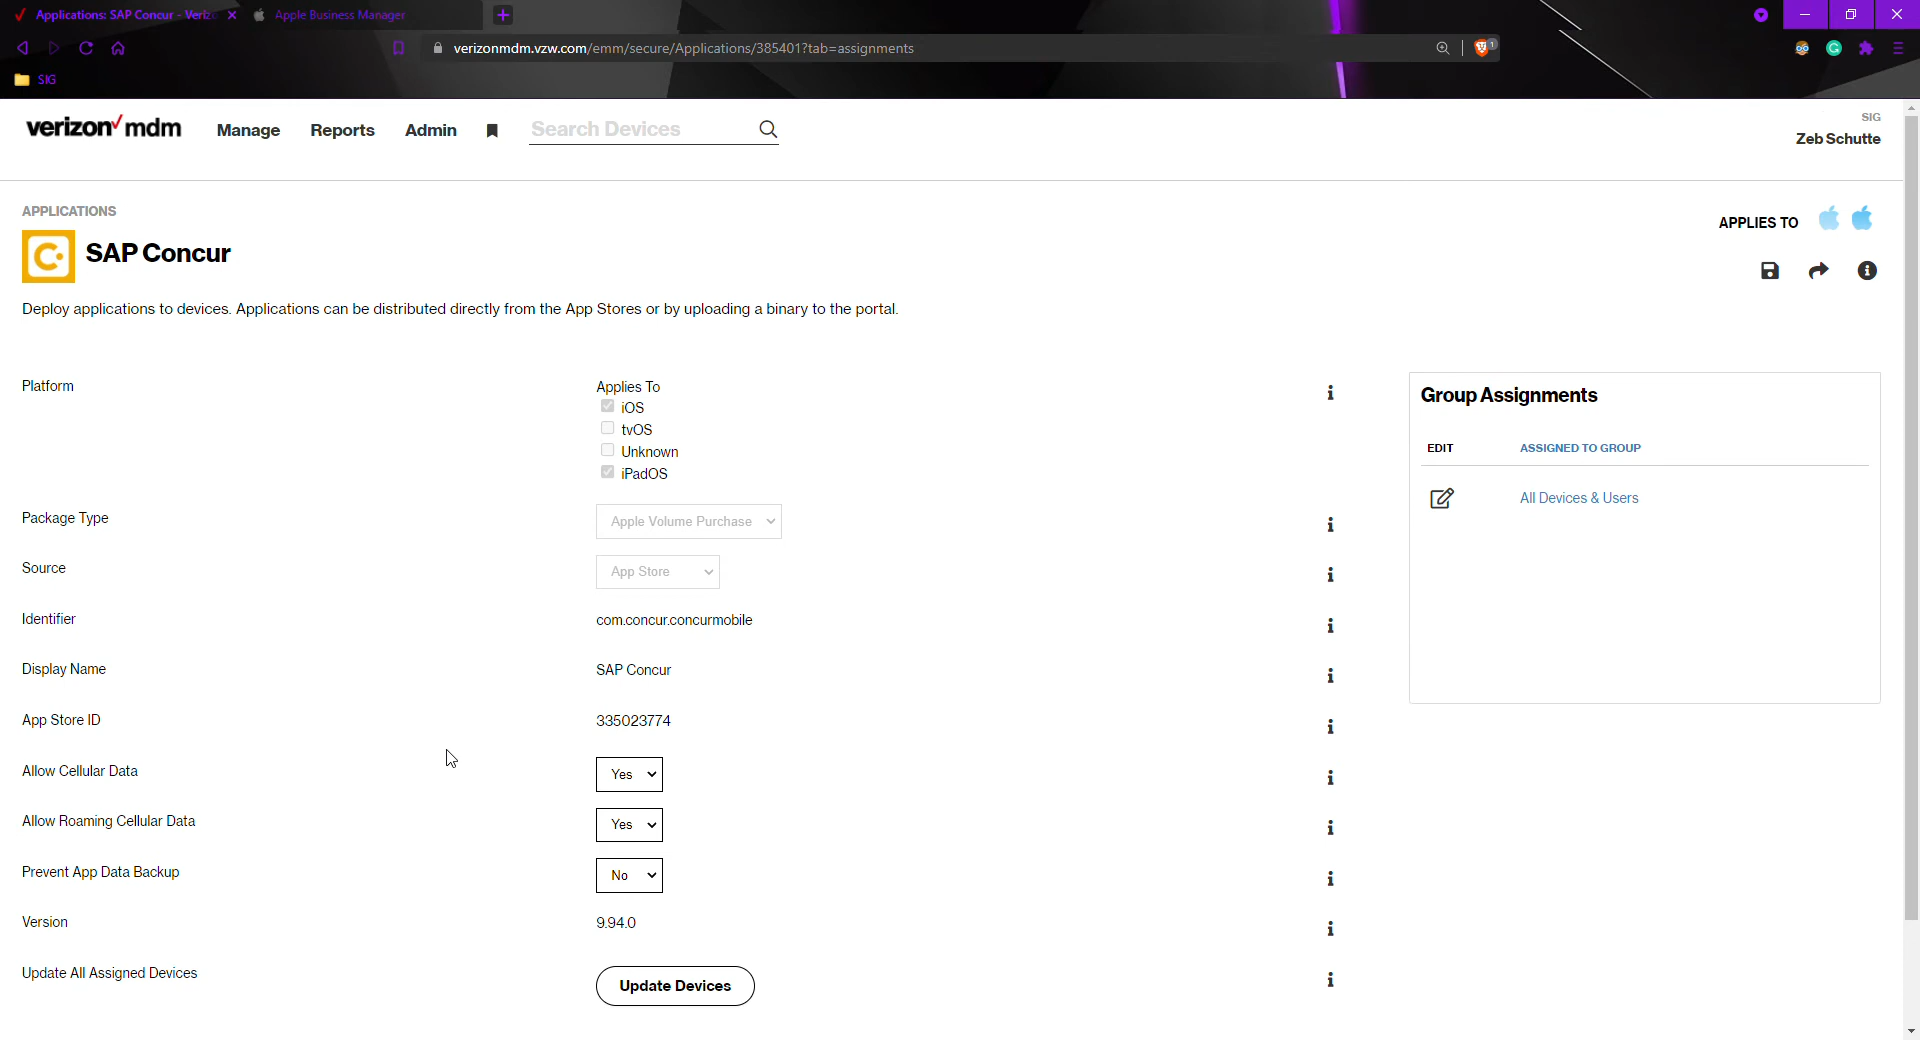 Applications: SAP Concur - Veriz
Apple Business Manager
verizonmdm.vzw.com/emm/secure/Applications/385401?tab=assignments
1
SIG
verizon mdm
Manage
Reports
Admin
Search Devices
SIG
Zeb Schutte
APPLICATIONS
SAP Concur
APPLIES TO
Deploy applications to devices. Applications can be distributed directly from the App Stores or by uploading a binary to the portal.
Platform
Applies To
iOS
tvOS
Unknown
iPadOS
Package Type
Apple Volume Purchase
Source
App Store
Identifier
com.concur.concurmobile
Display Name
SAP Concur
App Store ID
335023774
Allow Cellular Data
Yes
Allow Roaming Cellular Data
Yes
Prevent App Data Backup
No
Version
9.94.0
Update All Assigned Devices
Update Devices
Group Assignments
EDIT
ASSIGNED TO GROUP
All Devices & Users